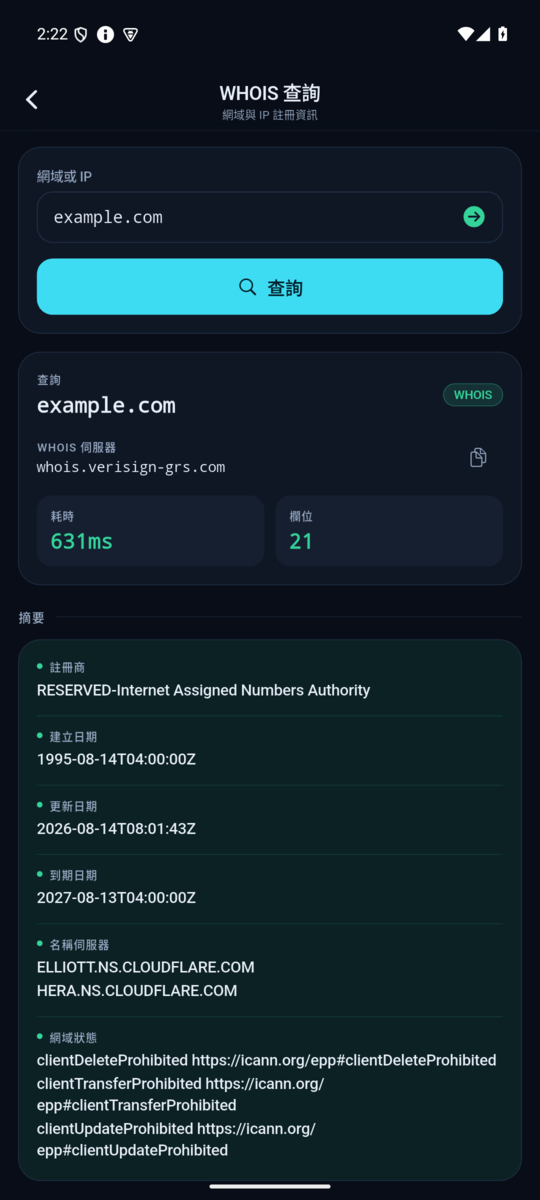 2:22
WHOIS 查詢
網域與 IP 註冊資訊
網域或 IP
example.com
查詢
查詢
example.com
WHOIS
WHOIS 伺服器
whois.verisign-grs.com
耗時
631ms
欄位
21
摘要
註冊商
RESERVED-Internet Assigned Numbers Authority
建立日期
1995-08-14T04:00:00Z
更新日期
2026-08-14T08:01:43Z
到期日期
2027-08-13T04:00:00Z
名稱伺服器
ELLIOTT.NS.CLOUDFLARE.COM
HERA.NS.CLOUDFLARE.COM
網域狀態
clientDeleteProhibited https://icann.org/epp#clientDeleteProhibited
clientTransferProhibited https://icann.org/
epp#clientTransferProhibited
clientUpdateProhibited https://icann.org/
epp#clientUpdateProhibited